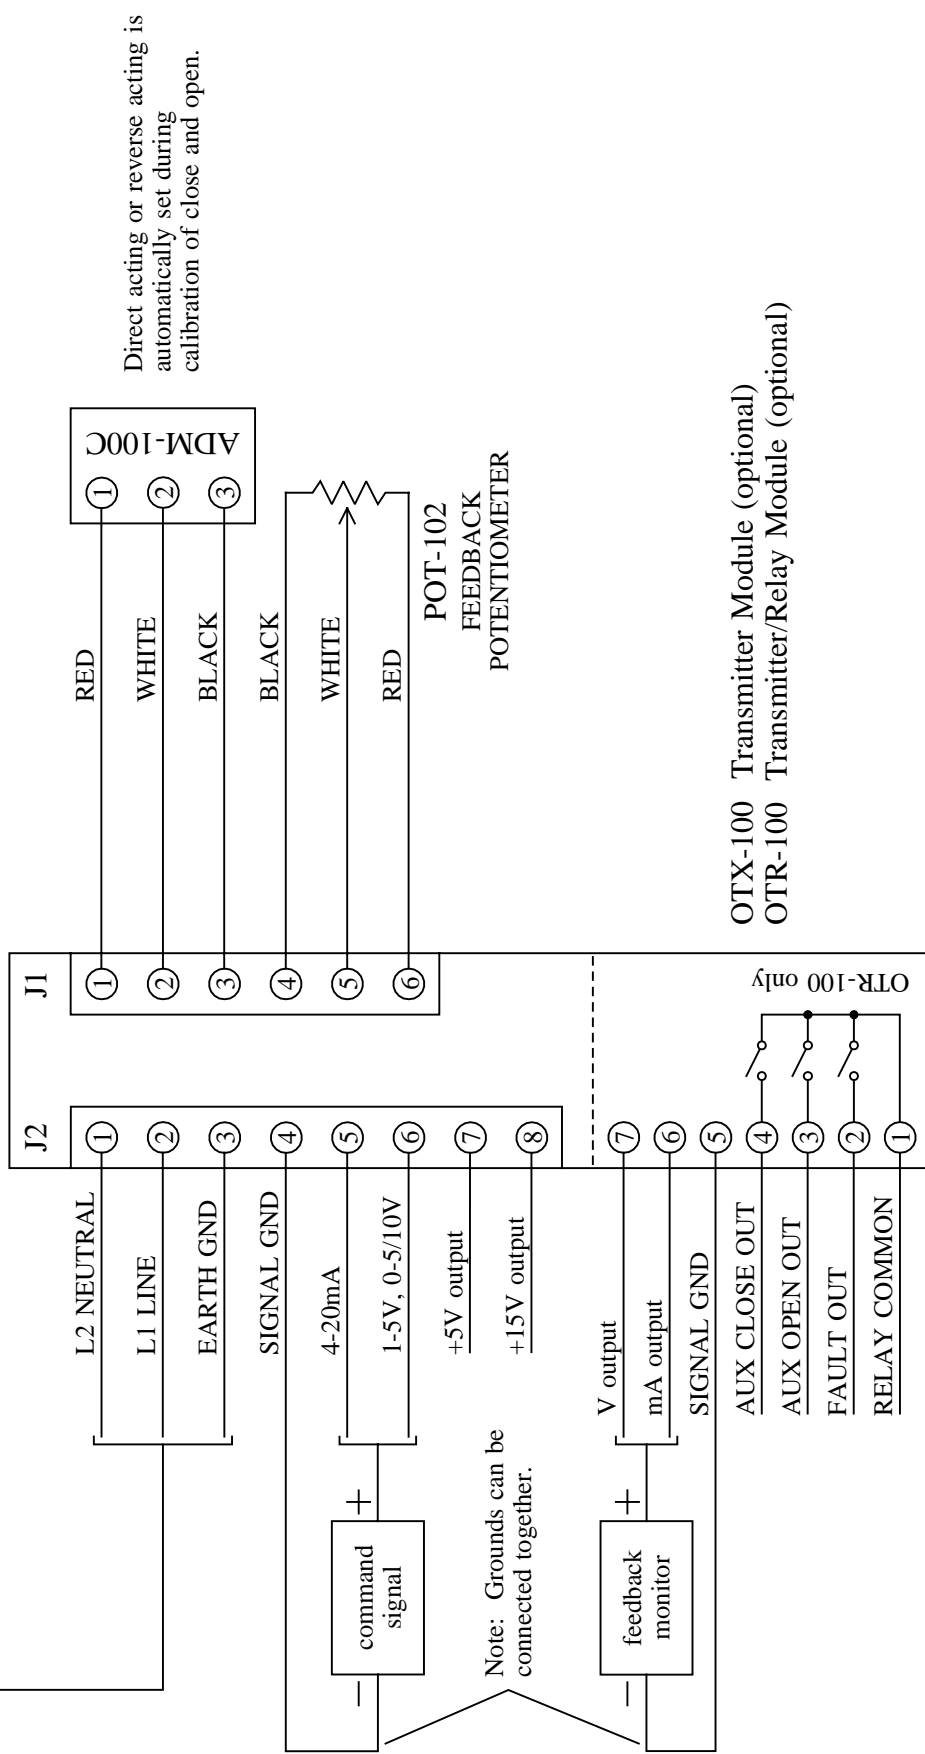 Direct acting or reverse acting is
automatically set during
calibration of close and open.
ADM-100C
1
2
3
RED
WHITE
BLACK
BLACK
WHITE
RED
POT-102
FEEDBACK
POTENTIOMETER
J1
1
2
3
4
5
6
OTX-100 Transmitter Module (optional)
OTR-100 Transmitter/Relay Module (optional)
J2
1
2
3
4
5
6
7
8
L2 NEUTRAL
L1 LINE
EARTH GND
SIGNAL GND
4-20mA
1-5V, 0-5/10V
+5V output
+15V output
OTR-100 only
7
6
5
4
3
2
1
V output
mA output
SIGNAL GND
AUX CLOSE OUT
AUX OPEN OUT
FAULT OUT
RELAY COMMON
+
command
signal
−
Note: Grounds can be
connected together.
+
feedback
monitor
−